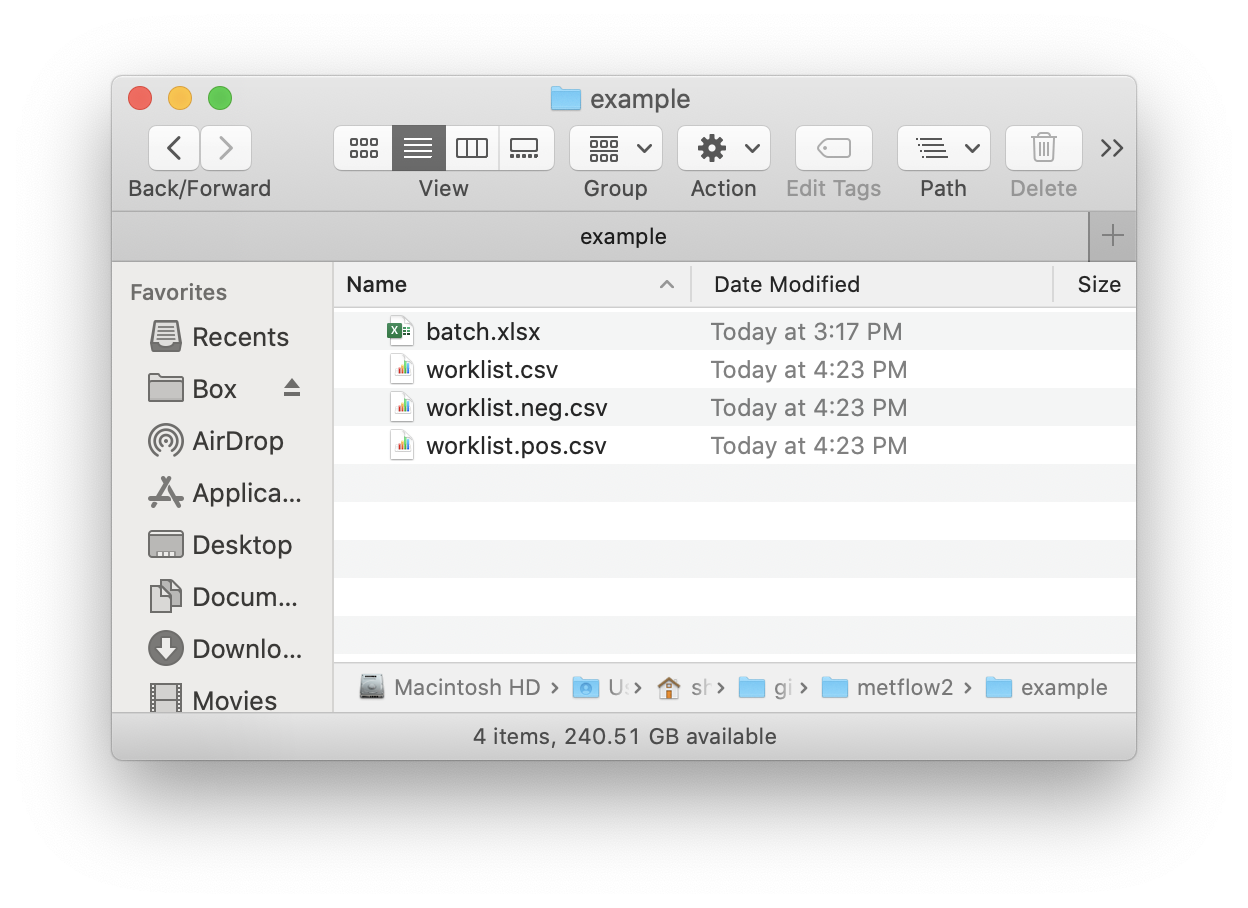 example
Back/Forward View Group Action Edit Tags Path Delete
example
Favorites
Recents
Box
AirDrop
Applica...
Desktop
Docum...
Downlo...
Movies
Name Date Modified Size
batch.xlsx Today at 3:17 PM
worklist.csv Today at 4:23 PM
worklist.neg.csv Today at 4:23 PM
worklist.pos.csv Today at 4:23 PM
Macintosh HD › › › › metflow2 › example
4 items, 240.51 GB available